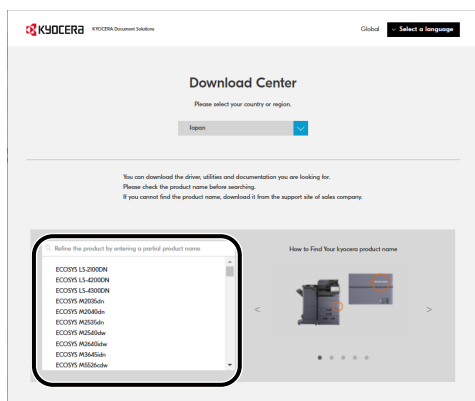 KYOCERA KYOCERA Document Solutions
Global Select a language
Download Center
Please select your country or region.
Japan
You can download the driver, utilities and documentation you are looking for.
Please check the product name before searching.
If you cannot find the product name, download it from the support site of sales company.
Refine the product by entering a partial product name
ECOSYS LS-2100DN
ECOSYS LS-4200DN
ECOSYS LS-4300DN
ECOSYS M2035dn
ECOSYS M2040dn
ECOSYS M2535dn
ECOSYS M2540dw
ECOSYS M2640idw
ECOSYS M3645idn
ECOSYS M5526cdw
How to Find Your kyocera product name